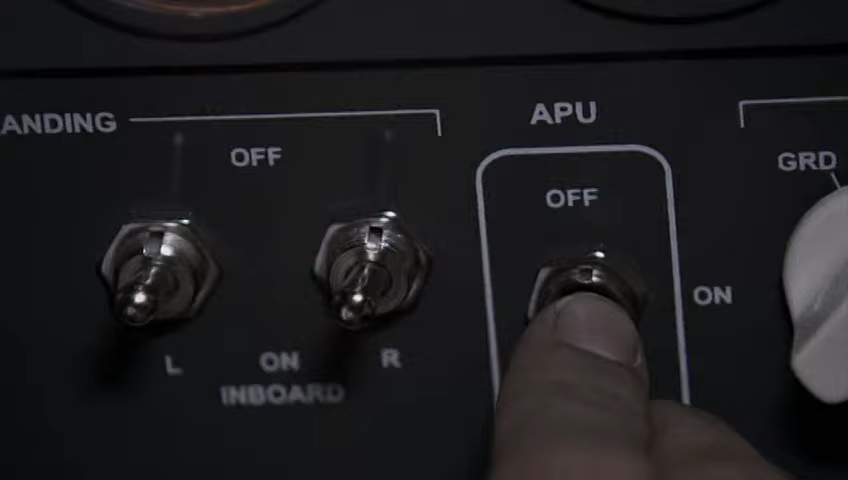 ANDING
OFF
L
ON
R
INBOARD
APU
OFF
ON
GRD